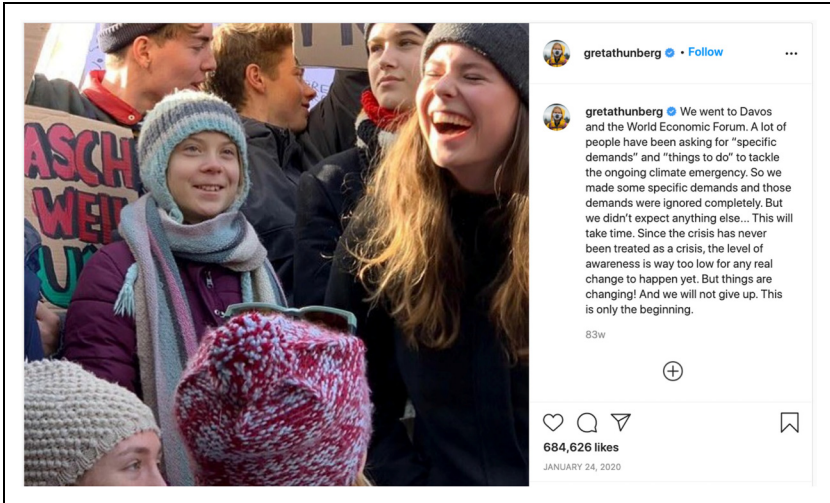 ASCH
WEIL
gretathunberg • Follow
gretathunberg We went to Davos
and the World Economic Forum. A lot of
people have been asking for “specific
demands” and “things to do” to tackle
the ongoing climate emergency. So we
made some specific demands and those
demands were ignored completely. But
we didn’t expect anything else... This will
take time. Since the crisis has never
been treated as a crisis, the level of
awareness is way too low for any real
change to happen yet. But things are
changing! And we will not give up. This
is only the beginning.
83w
684,626 likes
JANUARY 24, 2020